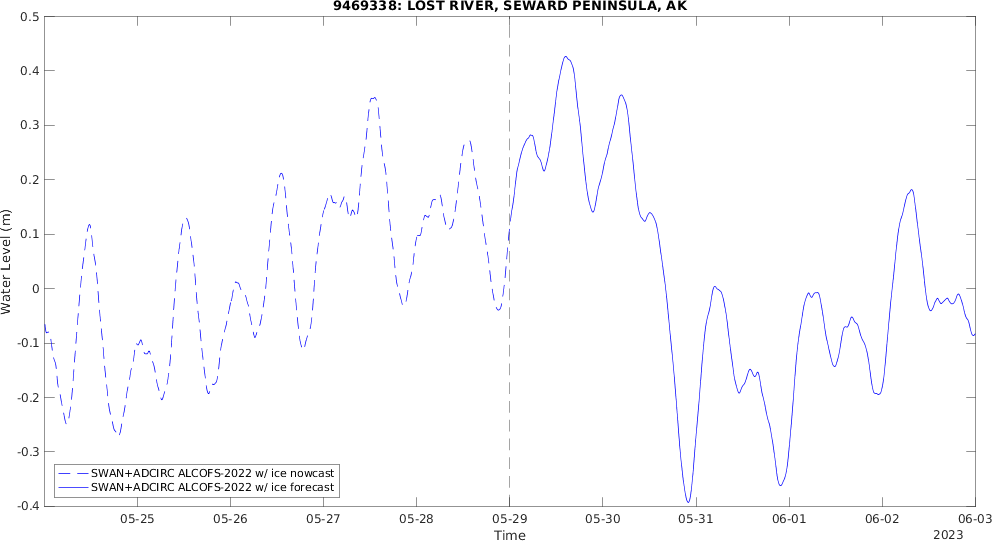 9469338: LOST RIVER, SEWARD PENINSULA, AK
Water Level (m)
0.5
0.4
0.3
0.2
0.1
0
-0.1
-0.2
-0.3
-0.4
SWAN+ADCIRC ALCOFS-2022 w/ ice nowcast
SWAN+ADCIRC ALCOFS-2022 w/ ice forecast
05-25 05-26 05-27 05-28 05-29 05-30 05-31 06-01 06-02 06-03
Time
2023